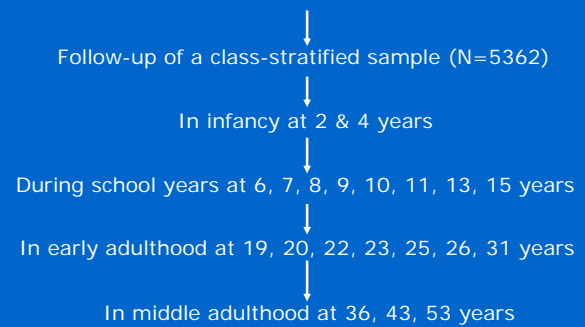 Follow-up of a class-stratified sample (N=5362)
In infancy at 2 & 4 years
During school years at 6, 7, 8, 9, 10, 11, 13, 15 years
In early adulthood at 19, 20, 22, 23, 25, 26, 31 years
In middle adulthood at 36, 43, 53 years